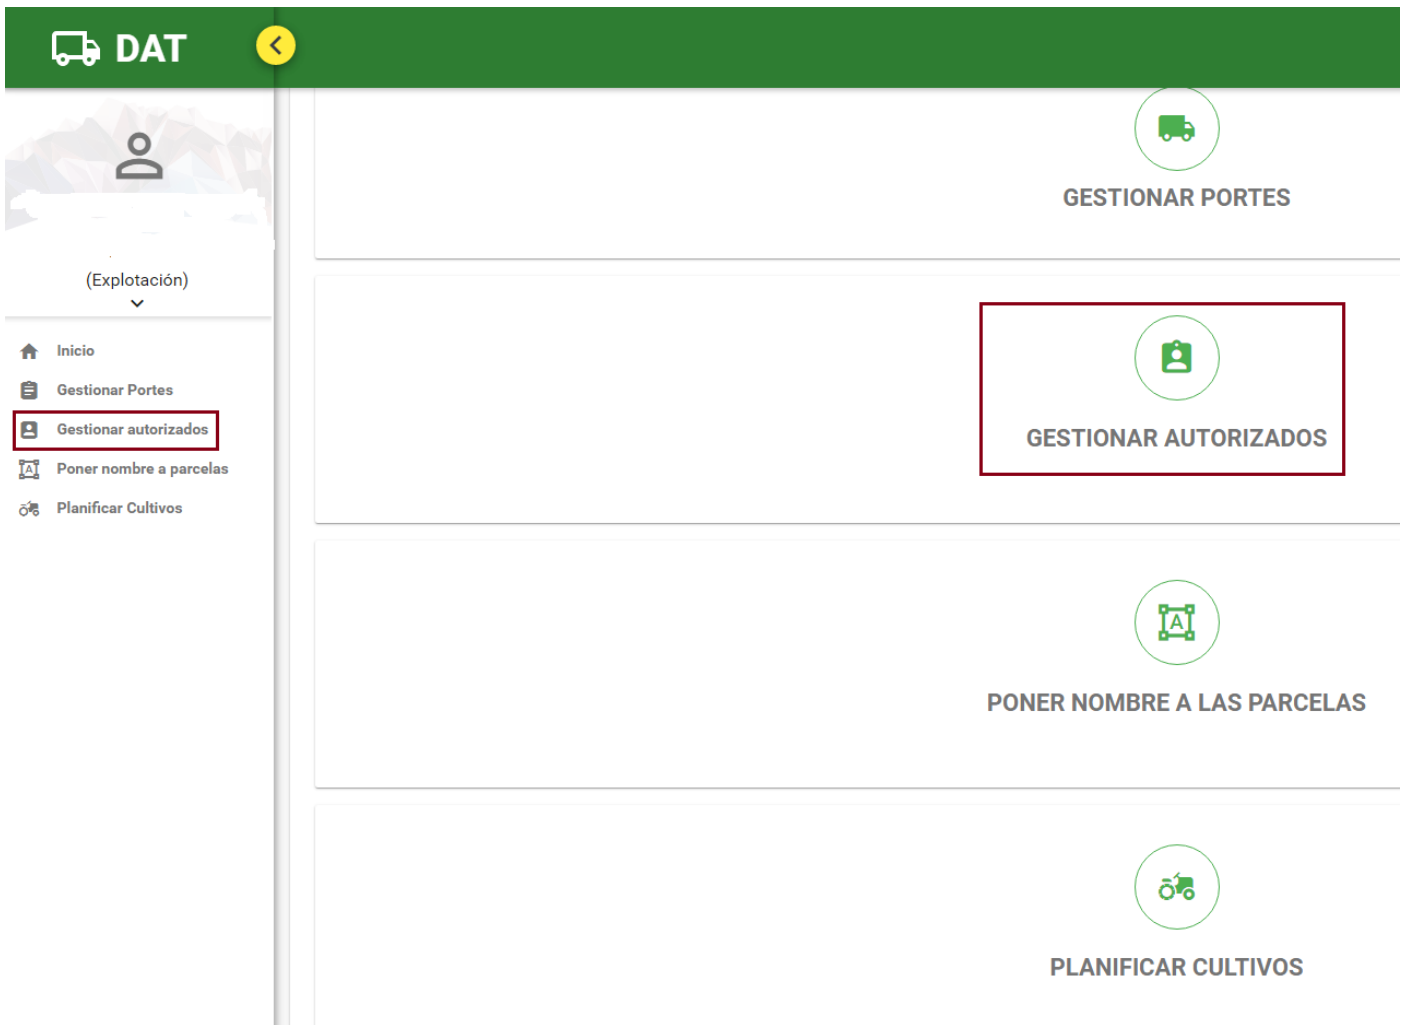 DAT
(Explotación)
Inicio
Gestionar Portes
Gestionar autorizados
Poner nombre a parcelas
Planificar Cultivos
GESTIONAR PORTES
GESTIONAR AUTORIZADOS
A
PONER NOMBRE A LAS PARCELAS
PLANIFICAR CULTIVOS